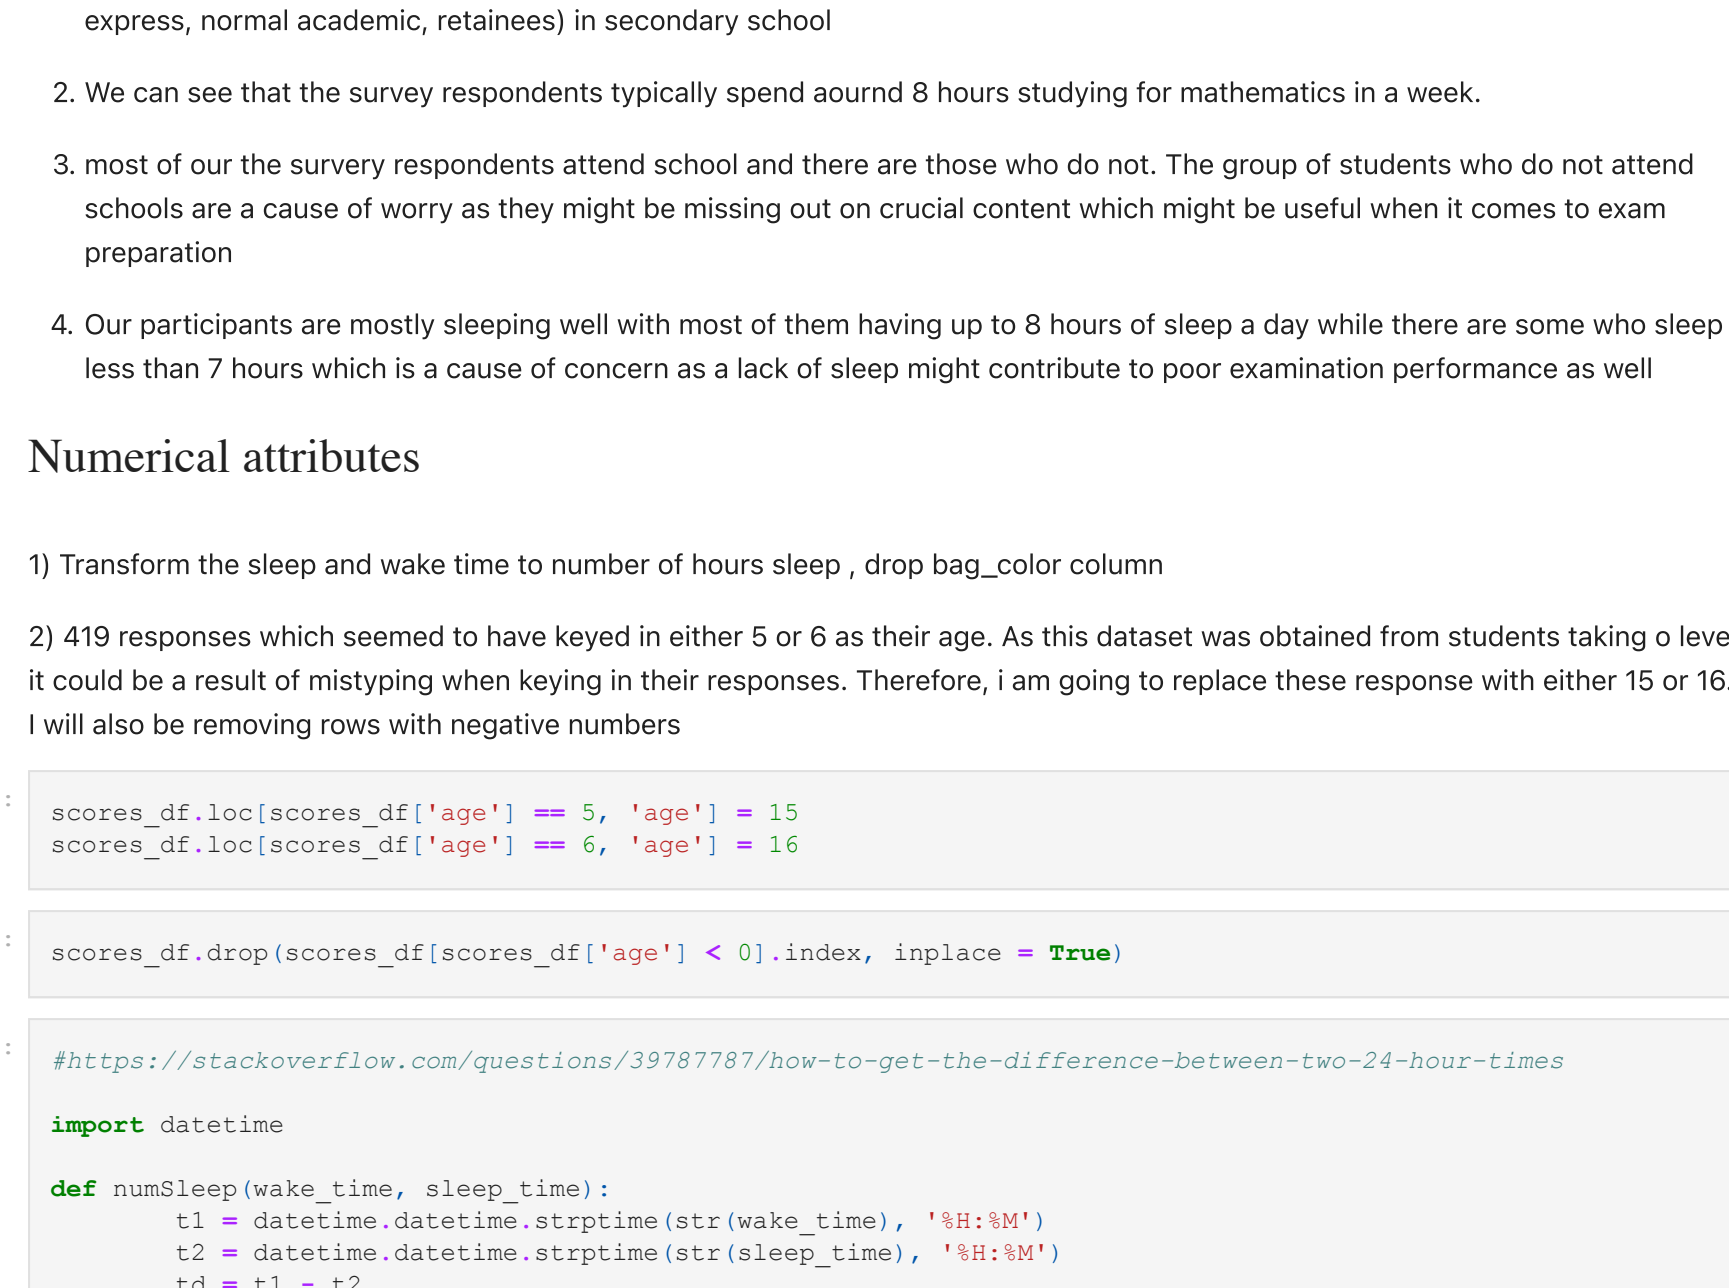 express, normal academic, retainees) in secondary school
2. We can see that the survey respondents typically spend aournd 8 hours studying for mathematics in a week.
3. most of our the survery respondents attend school and there are those who do not. The group of students who do not attend
schools are a cause of worry as they might be missing out on crucial content which might be useful when it comes to exam
preparation
4. Our participants are mostly sleeping well with most of them having up to 8 hours of sleep a day while there are some who sleep
less than 7 hours which is a cause of concern as a lack of sleep might contribute to poor examination performance as well
Numerical attributes
1) Transform the sleep and wake time to number of hours sleep , drop bag_color column
2) 419 responses which seemed to have keyed in either 5 or 6 as their age. As this dataset was obtained from students taking o leve
it could be a result of mistyping when keying in their responses. Therefore, i am going to replace these response with either 15 or 16.
I will also be removing rows with negative numbers
:
scores_df.loc[scores_df['age'] == 5, 'age'] = 15
scores_df.loc[scores_df['age'] == 6, 'age'] = 16
:
scores_df.drop(scores_df[scores_df['age'] < 0].index, inplace = True)
:
#https://stackoverflow.com/questions/39787787/how-to-get-the-difference-between-two-24-hour-times
import datetime
def numSleep(wake_time, sleep_time):
t1 = datetime.datetime.strptime(str(wake_time), '%H:%M')
t2 = datetime.datetime.strptime(str(sleep_time), '%H:%M')
td = t1 - t2